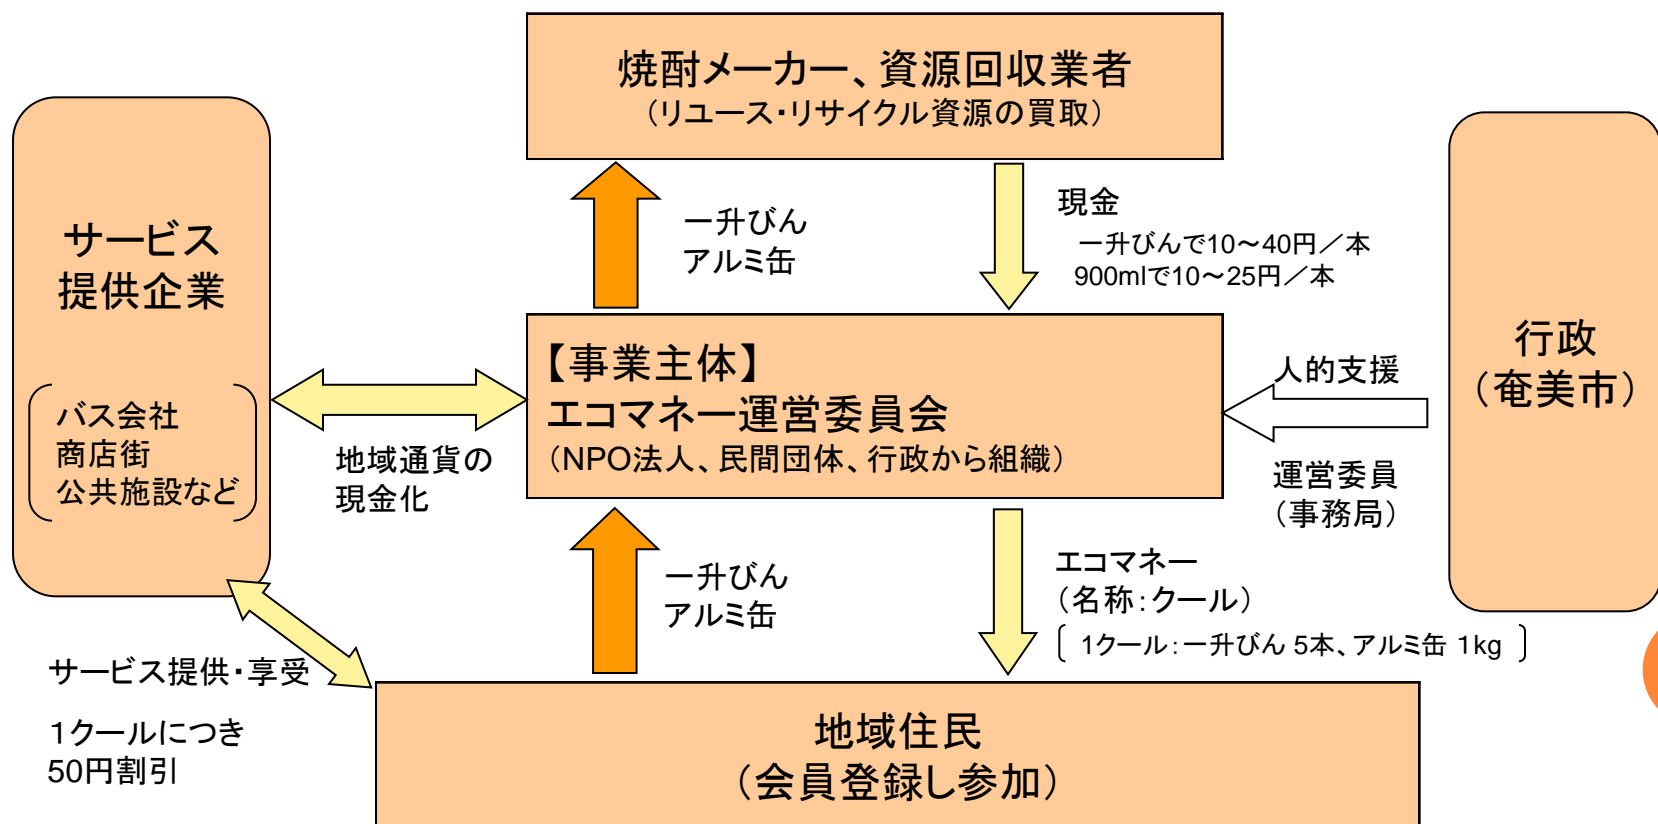 焼酎メーカー、資源回収業者
（リユース・リサイクル資源の買取）
サービス
提供企業
バス会社
商店街
公共施設など
一升びん
アルミ缶
現金
一升びんで10～40円／本
900mlで10～25円／本
【事業主体】
エコマネー運営委員会
（NPO法人、民間団体、行政から組織）
行政
（奄美市）
人的支援
運営委員
（事務局）
地域通貨の
現金化
一升びん
アルミ缶
エコマネー
（名称：クール）
〔 1クール：一升びん 5本、アルミ缶 1kg 〕
サービス提供・享受
１クールにつき
50円割引
地域住民
（会員登録し参加）